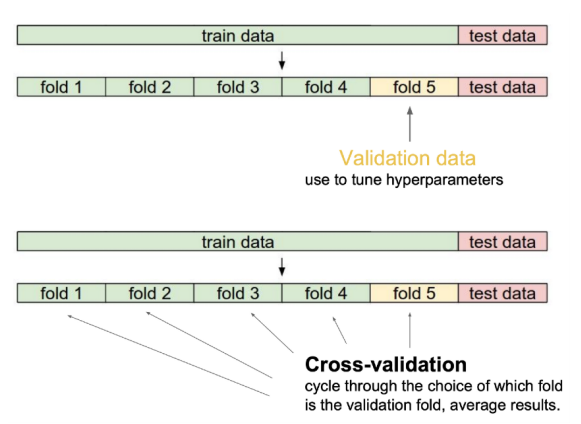 train data test data
fold 1 fold 2 fold 3 fold 4 fold 5 test data
Validation data
use to tune hyperparameters
train data test data
fold 1 fold 2 fold 3 fold 4 fold 5 test data
Cross-validation
cycle through the choice of which fold
is the validation fold, average results.